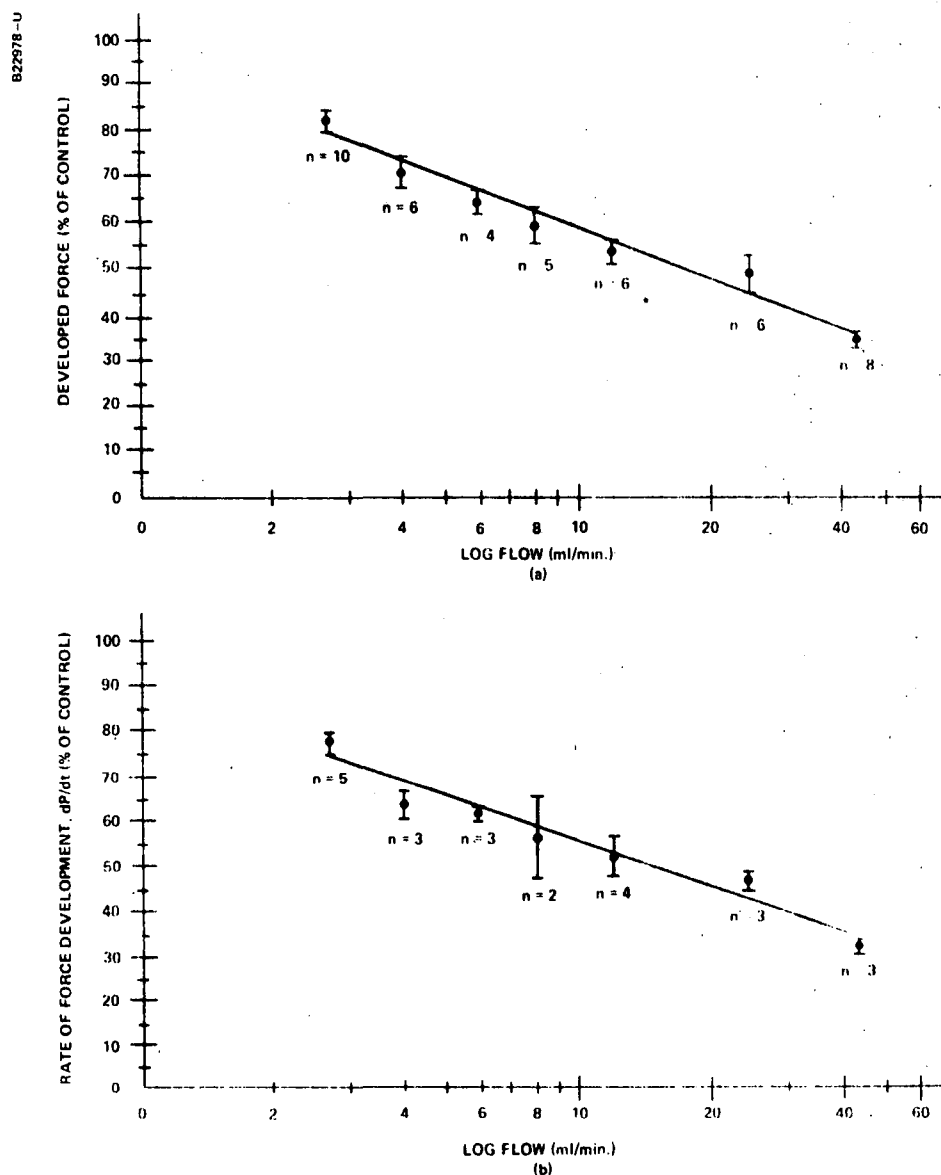 B22978-U
DEVELOPED FORCE (% OF CONTROL)
100
90
80
70
60
50
40
30
20
10
0
n = 10
n = 6
n = 4
n = 5
n = 6
n 6
n 8
0 2 4 6 8 10 20 40 60
LOG FLOW (ml/min.)
(a)
RATE OF FORCE DEVELOPMENT, dP/dt (% OF CONTROL)
100
90
80
70
60
50
40
30
20
10
0
n = 5
n = 3
n = 3
n = 2
n = 4
n 3
n 3
0 2 4 6 8 10 20 40 60
LOG FLOW (ml/min.)
(b)